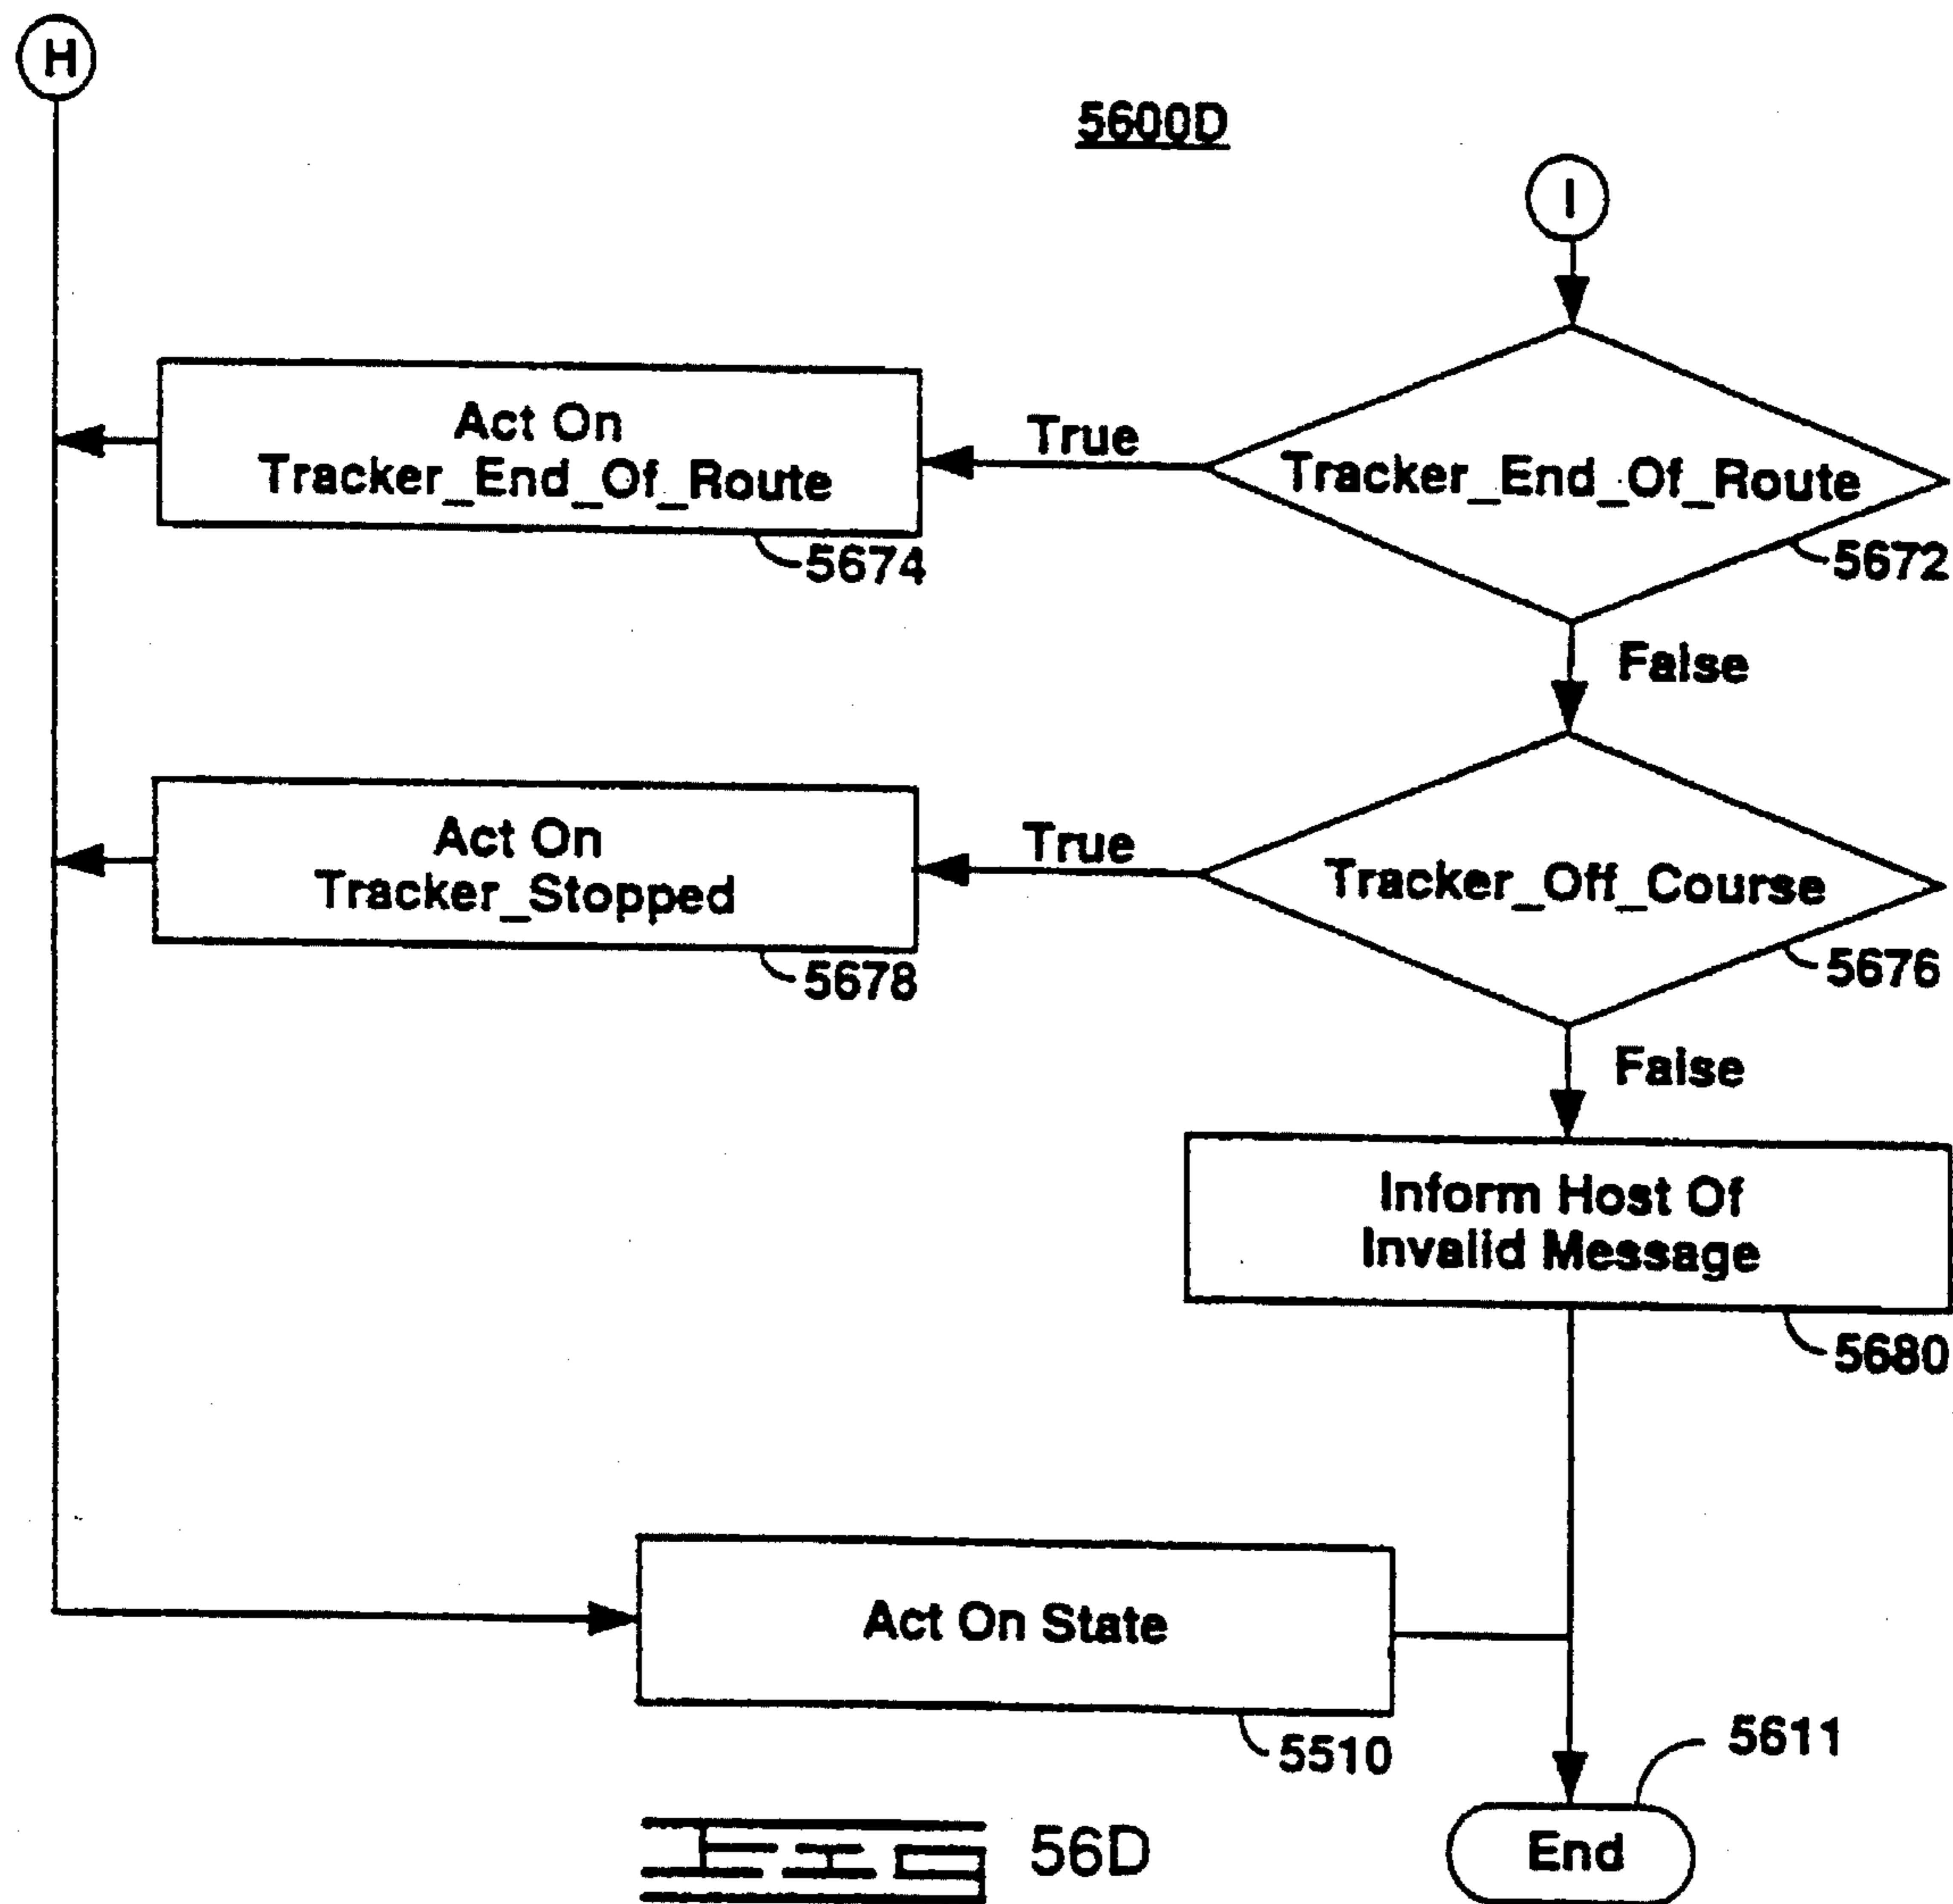 H
5600D
I
Act On
Tracker_End_Of_Route
5674
True
Tracker_End_Of_Route
5672
False
Act On
Tracker_Stopped
5678
True
Tracker_Off_Course
5676
False
Inform Host Of
Invalid Message
5680
Act On State
5510
5611
End
FIG 56D